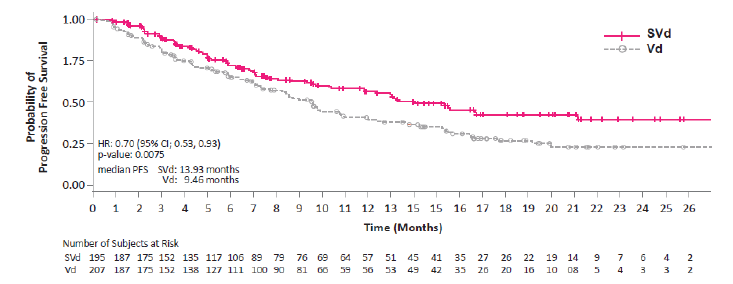 1.00
SVd
Vd
1.75
Probability of
Progression Free Survival
0.50
0.25
HR: 0.70 (95% CI; 0.53, 0.93)
p-value: 0.0075
median PFS SVd: 13.93 months
Vd: 9.46 months
0.00
0 1 2 3 4 5 6 7 8 9 10 11 12 13 14 15 16 17 18 19 20 21 22 23 24 25 26
Time (Months)
Number of Subjects at Risk
SVd 195 187 175 152 135 117 106 89 79 76 69 64 57 51 45 41 35 27 26 22 19 14 9 7 6 4 2
Vd 207 187 175 152 138 127 111 100 90 81 66 59 56 53 49 42 35 26 20 16 10 08 5 4 3 3 2